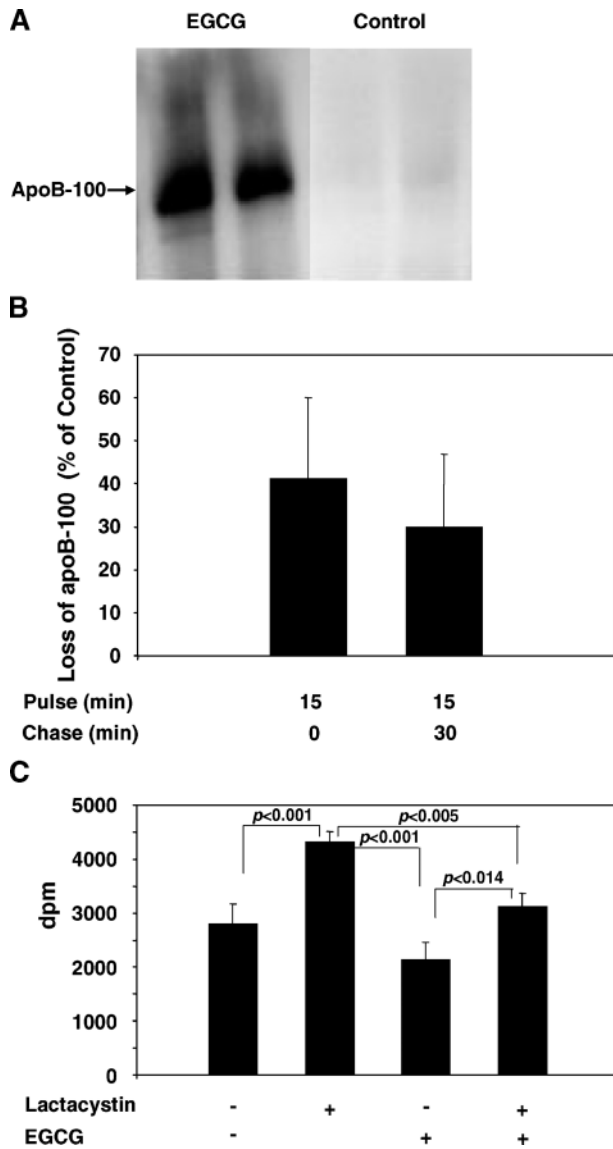 A
EGCG Control
ApoB-100
B
Loss of apoB-100 (% of Control)
70
60
50
40
30
20
10
0
Pulse (min) 15 15
Chase (min) 0 30
C
dpm
5000
4000
3000
2000
1000
0
p<0.001 p<0.005
p<0.001
p<0.014
Lactacystin - + - +
EGCG - + +